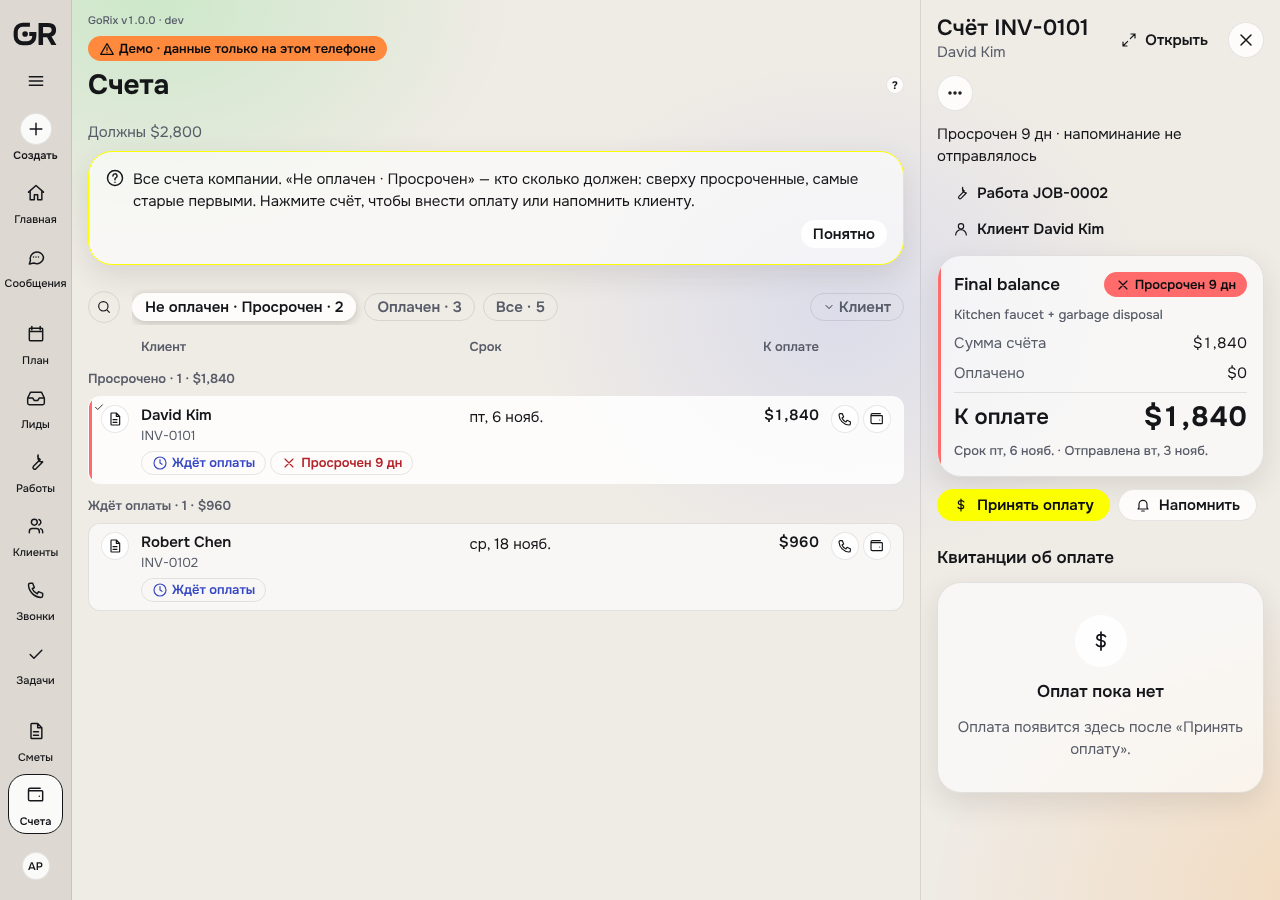 GR
Создать
Главная
Сообщения
План
Лиды
Работы
Клиенты
Звонки
Задачи
Сметы
Счета
AP
GoRix v1.0.0 · dev
Демо · данные только на этом телефоне
Счета
?
Должны $2,800
Все счета компании. «Не оплачен · Просрочен» — кто сколько должен: сверху просроченные, самые
старые первыми. Нажмите счёт, чтобы внести оплату или напомнить клиенту.
Понятно
Не оплачен · Просрочен · 2
Оплачен · 3
Все · 5
Клиент
Клиент
Срок
К оплате
Просрочено · 1 · $1,840
David Kim
пт, 6 нояб.
$1,840
INV-0101
Ждёт оплаты
Просрочен 9 дн
Ждёт оплаты · 1 · $960
Robert Chen
ср, 18 нояб.
$960
INV-0102
Ждёт оплаты
Счёт INV-0101
David Kim
Открыть
Просрочен 9 дн · напоминание не
отправлялось
Работа JOB-0002
Клиент David Kim
Final balance
Просрочен 9 дн
Kitchen faucet + garbage disposal
Сумма счёта
$1,840
Оплачено
$0
К оплате
$1,840
Срок пт, 6 нояб. · Отправлена вт, 3 нояб.
$ Принять оплату
Напомнить
Квитанции об оплате
$
Оплат пока нет
Оплата появится здесь после «Принять
оплату».